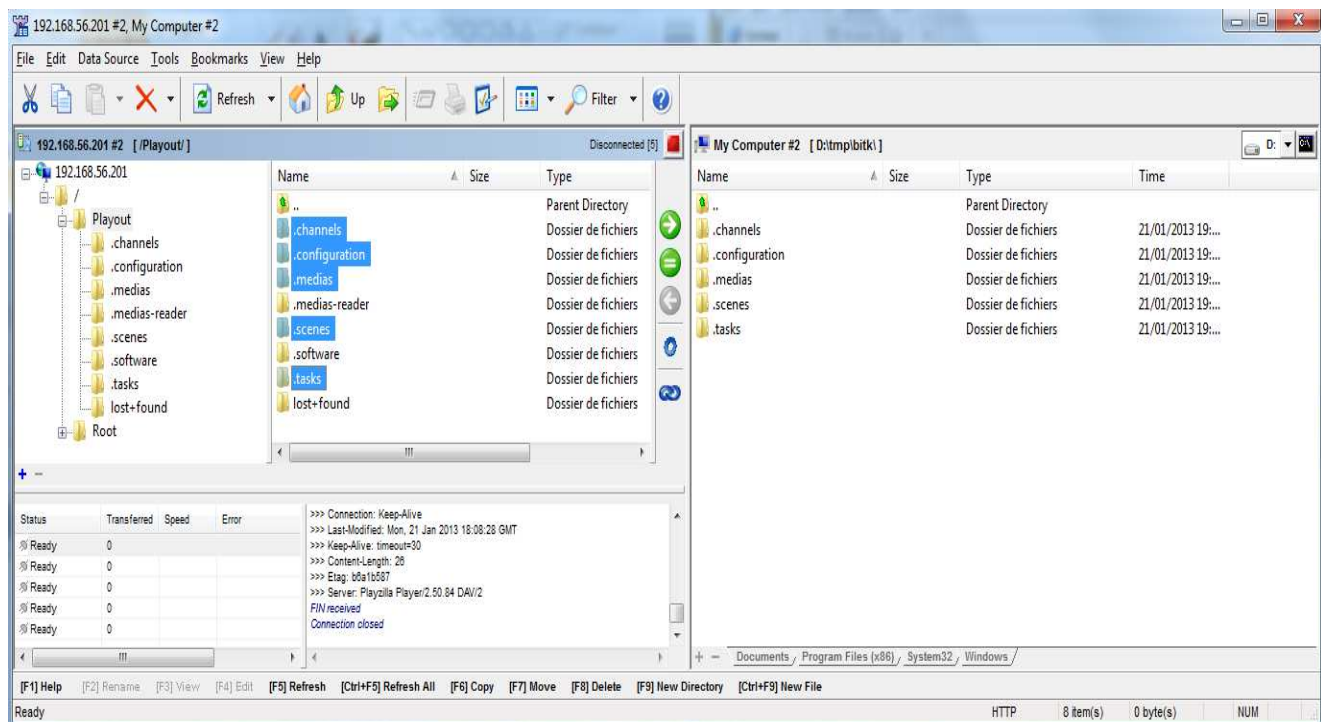 192.168.56.201 #2, My Computer #2
File Edit Data Source Tools Bookmarks View Help
Refresh Up Filter
192.168.56.201 #2 [ /Playout/ ] Disconnected [5]
192.168.56.201
/
Playout
.channels
.configuration
.medias
.medias-reader
.scenes
.software
.tasks
lost+found
Root
Name Size Type
.. Parent Directory
.channels Dossier de fichiers
.configuration Dossier de fichiers
.medias Dossier de fichiers
.medias-reader Dossier de fichiers
.scenes Dossier de fichiers
.software Dossier de fichiers
.tasks Dossier de fichiers
lost+found Dossier de fichiers
My Computer #2 [ D:\tmp\bitk\ ] D:
Name Size Type Time
.. Parent Directory
.channels Dossier de fichiers 21/01/2013 19:...
.configuration Dossier de fichiers 21/01/2013 19:...
.medias Dossier de fichiers 21/01/2013 19:...
.scenes Dossier de fichiers 21/01/2013 19:...
.tasks Dossier de fichiers 21/01/2013 19:...
Status Transferred Speed Error
Ready 0
Ready 0
Ready 0
Ready 0
Ready 0
>>> Connection: Keep-Alive
>>> Last-Modified: Mon, 21 Jan 2013 18:08:28 GMT
>>> Keep-Alive: timeout=30
>>> Content-Length: 26
>>> Etag: b6a1b587
>>> Server: Playzilla Player/2.50.84 DAV/2
FIN received
Connection closed
+ - Documents Program Files (x86) System32 Windows
[F1] Help [F2] Rename [F3] View [F4] Edit [F5] Refresh [Ctrl+F5] Refresh All [F6] Copy [F7] Move [F8] Delete [F9] New Directory [Ctrl+F9] New File
Ready HTTP 8 item(s) 0 byte(s) NUM